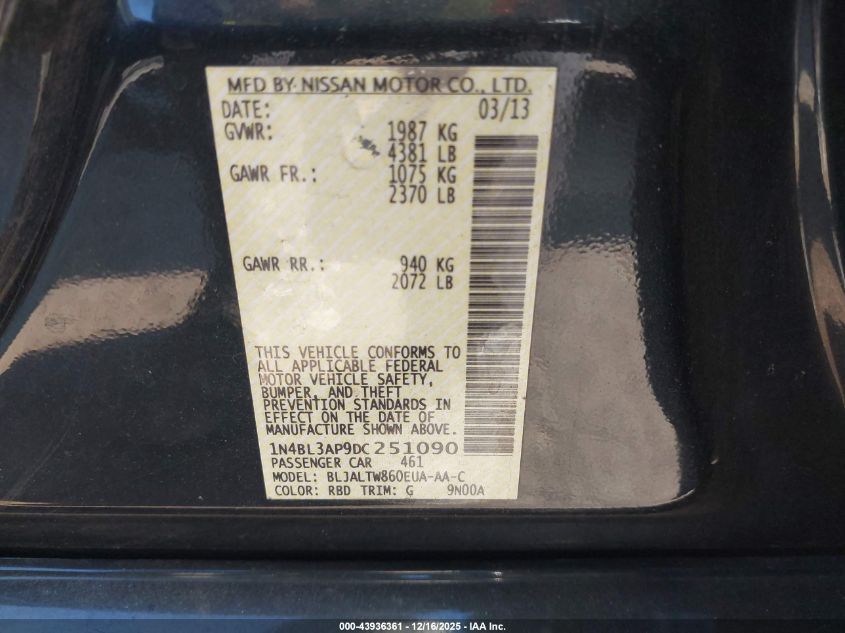 MFD BY NISSAN MOTOR CO., LTD.
DATE: 03/13
GVWR: 1987 KG
4381 LB
GAWR FR.: 1075 KG
2370 LB
GAWR RR.: 940 KG
2072 LB
THIS VEHICLE CONFORMS TO
ALL APPLICABLE FEDERAL
MOTOR VEHICLE SAFETY,
BUMPER, AND THEFT
PREVENTION STANDARDS IN
EFFECT ON THE DATE OF
MANUFACTURE SHOWN ABOVE.
1N4BL3AP9DC251090
PASSENGER CAR 461
MODEL: BLJALTW860EUA-AA-C
COLOR: RBD TRIM: G 9N00A
000-43936361 - 12/16/2025 - IAA Inc.